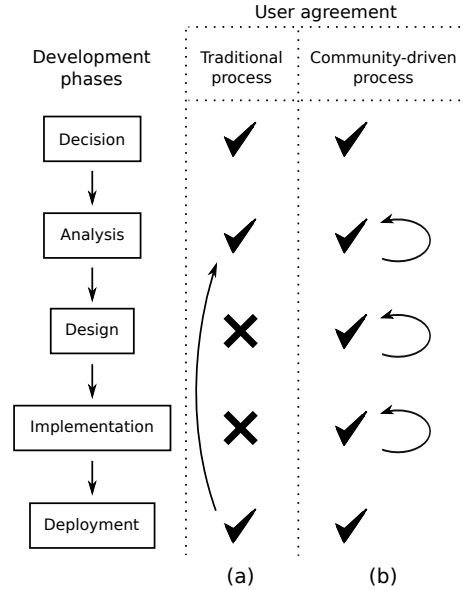 User agreement
Development
phases
Traditional
process
Community-driven
process
Decision
Analysis
Design
Implementation
Deployment
(a)
(b)